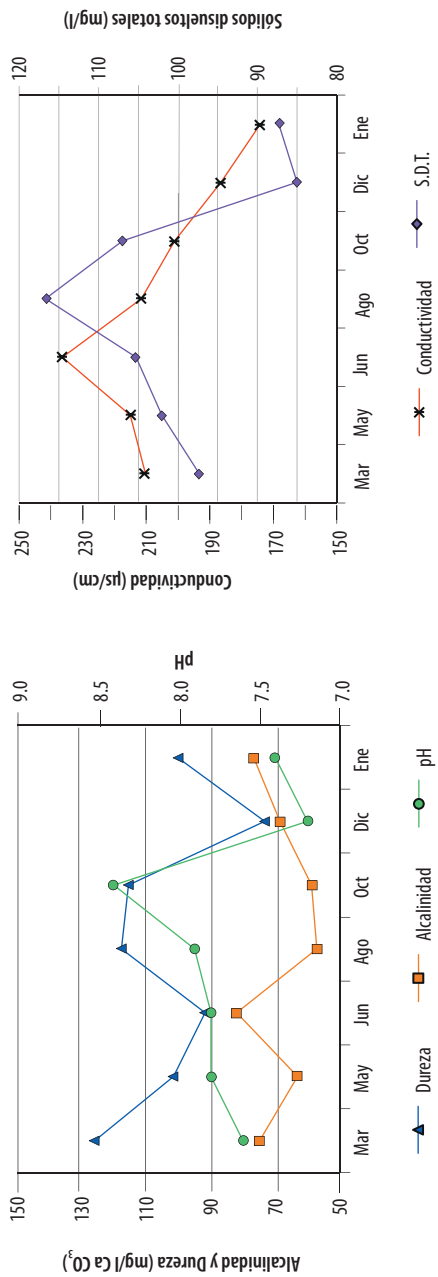 Alcalinidad y Dureza (mg/l Ca CO₃)
150
130
110
90
70
50
pH
9.0
8.5
8.0
7.5
7.0
Mar May Jun Ago Oct Dic Ene
Dureza Alcalinidad pH
Conductividad (µs/cm)
250
230
210
190
170
150
Sólidos disueltos totales (mg/l)
120
110
100
90
80
Mar May Jun Ago Oct Dic Ene
Conductividad S.D.T.